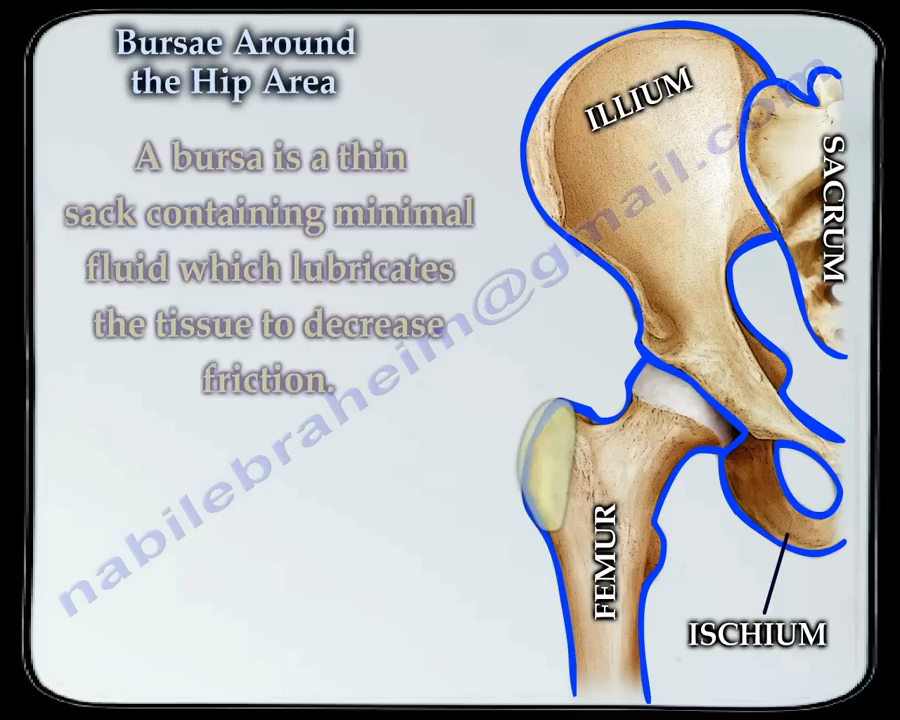 Bursae Around
the Hip Area
A bursa is a thin
sack containing minimal
fluid which lubricates
the tissue to decrease
friction.
ILLIUM
SACRUM
FEMUR
ISCHIUM
nabilebraheim@gmail.com